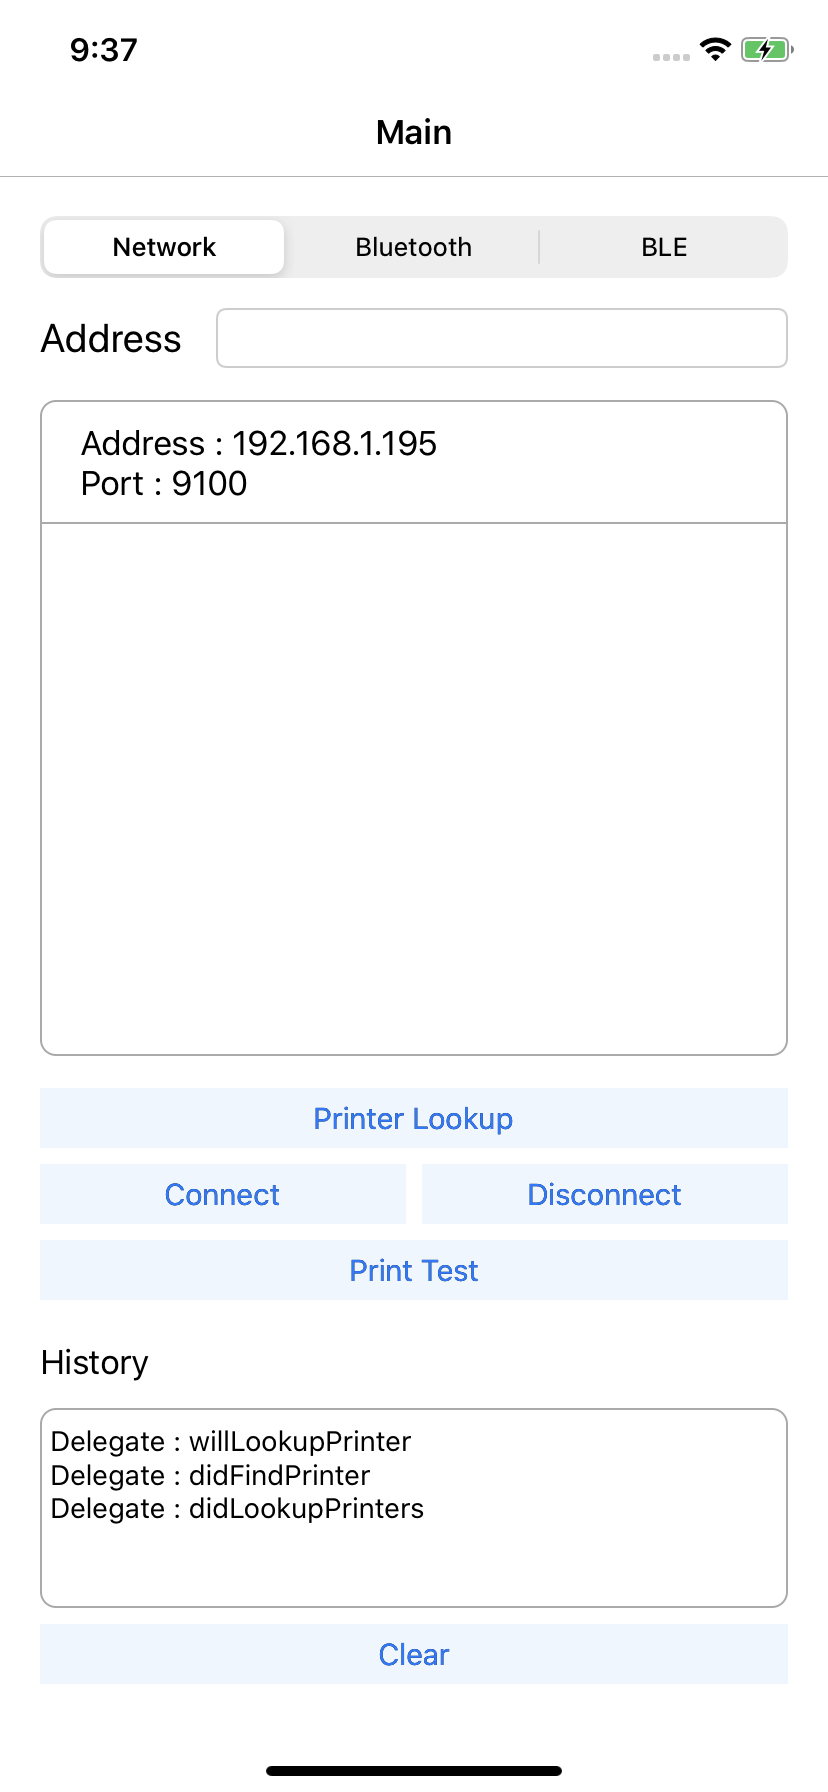 9:37
Main
Network Bluetooth BLE
Address
Address : 192.168.1.195
Port : 9100
Printer Lookup
Connect Disconnect
Print Test
History
Delegate : willLookupPrinter
Delegate : didFindPrinter
Delegate : didLookupPrinters
Clear